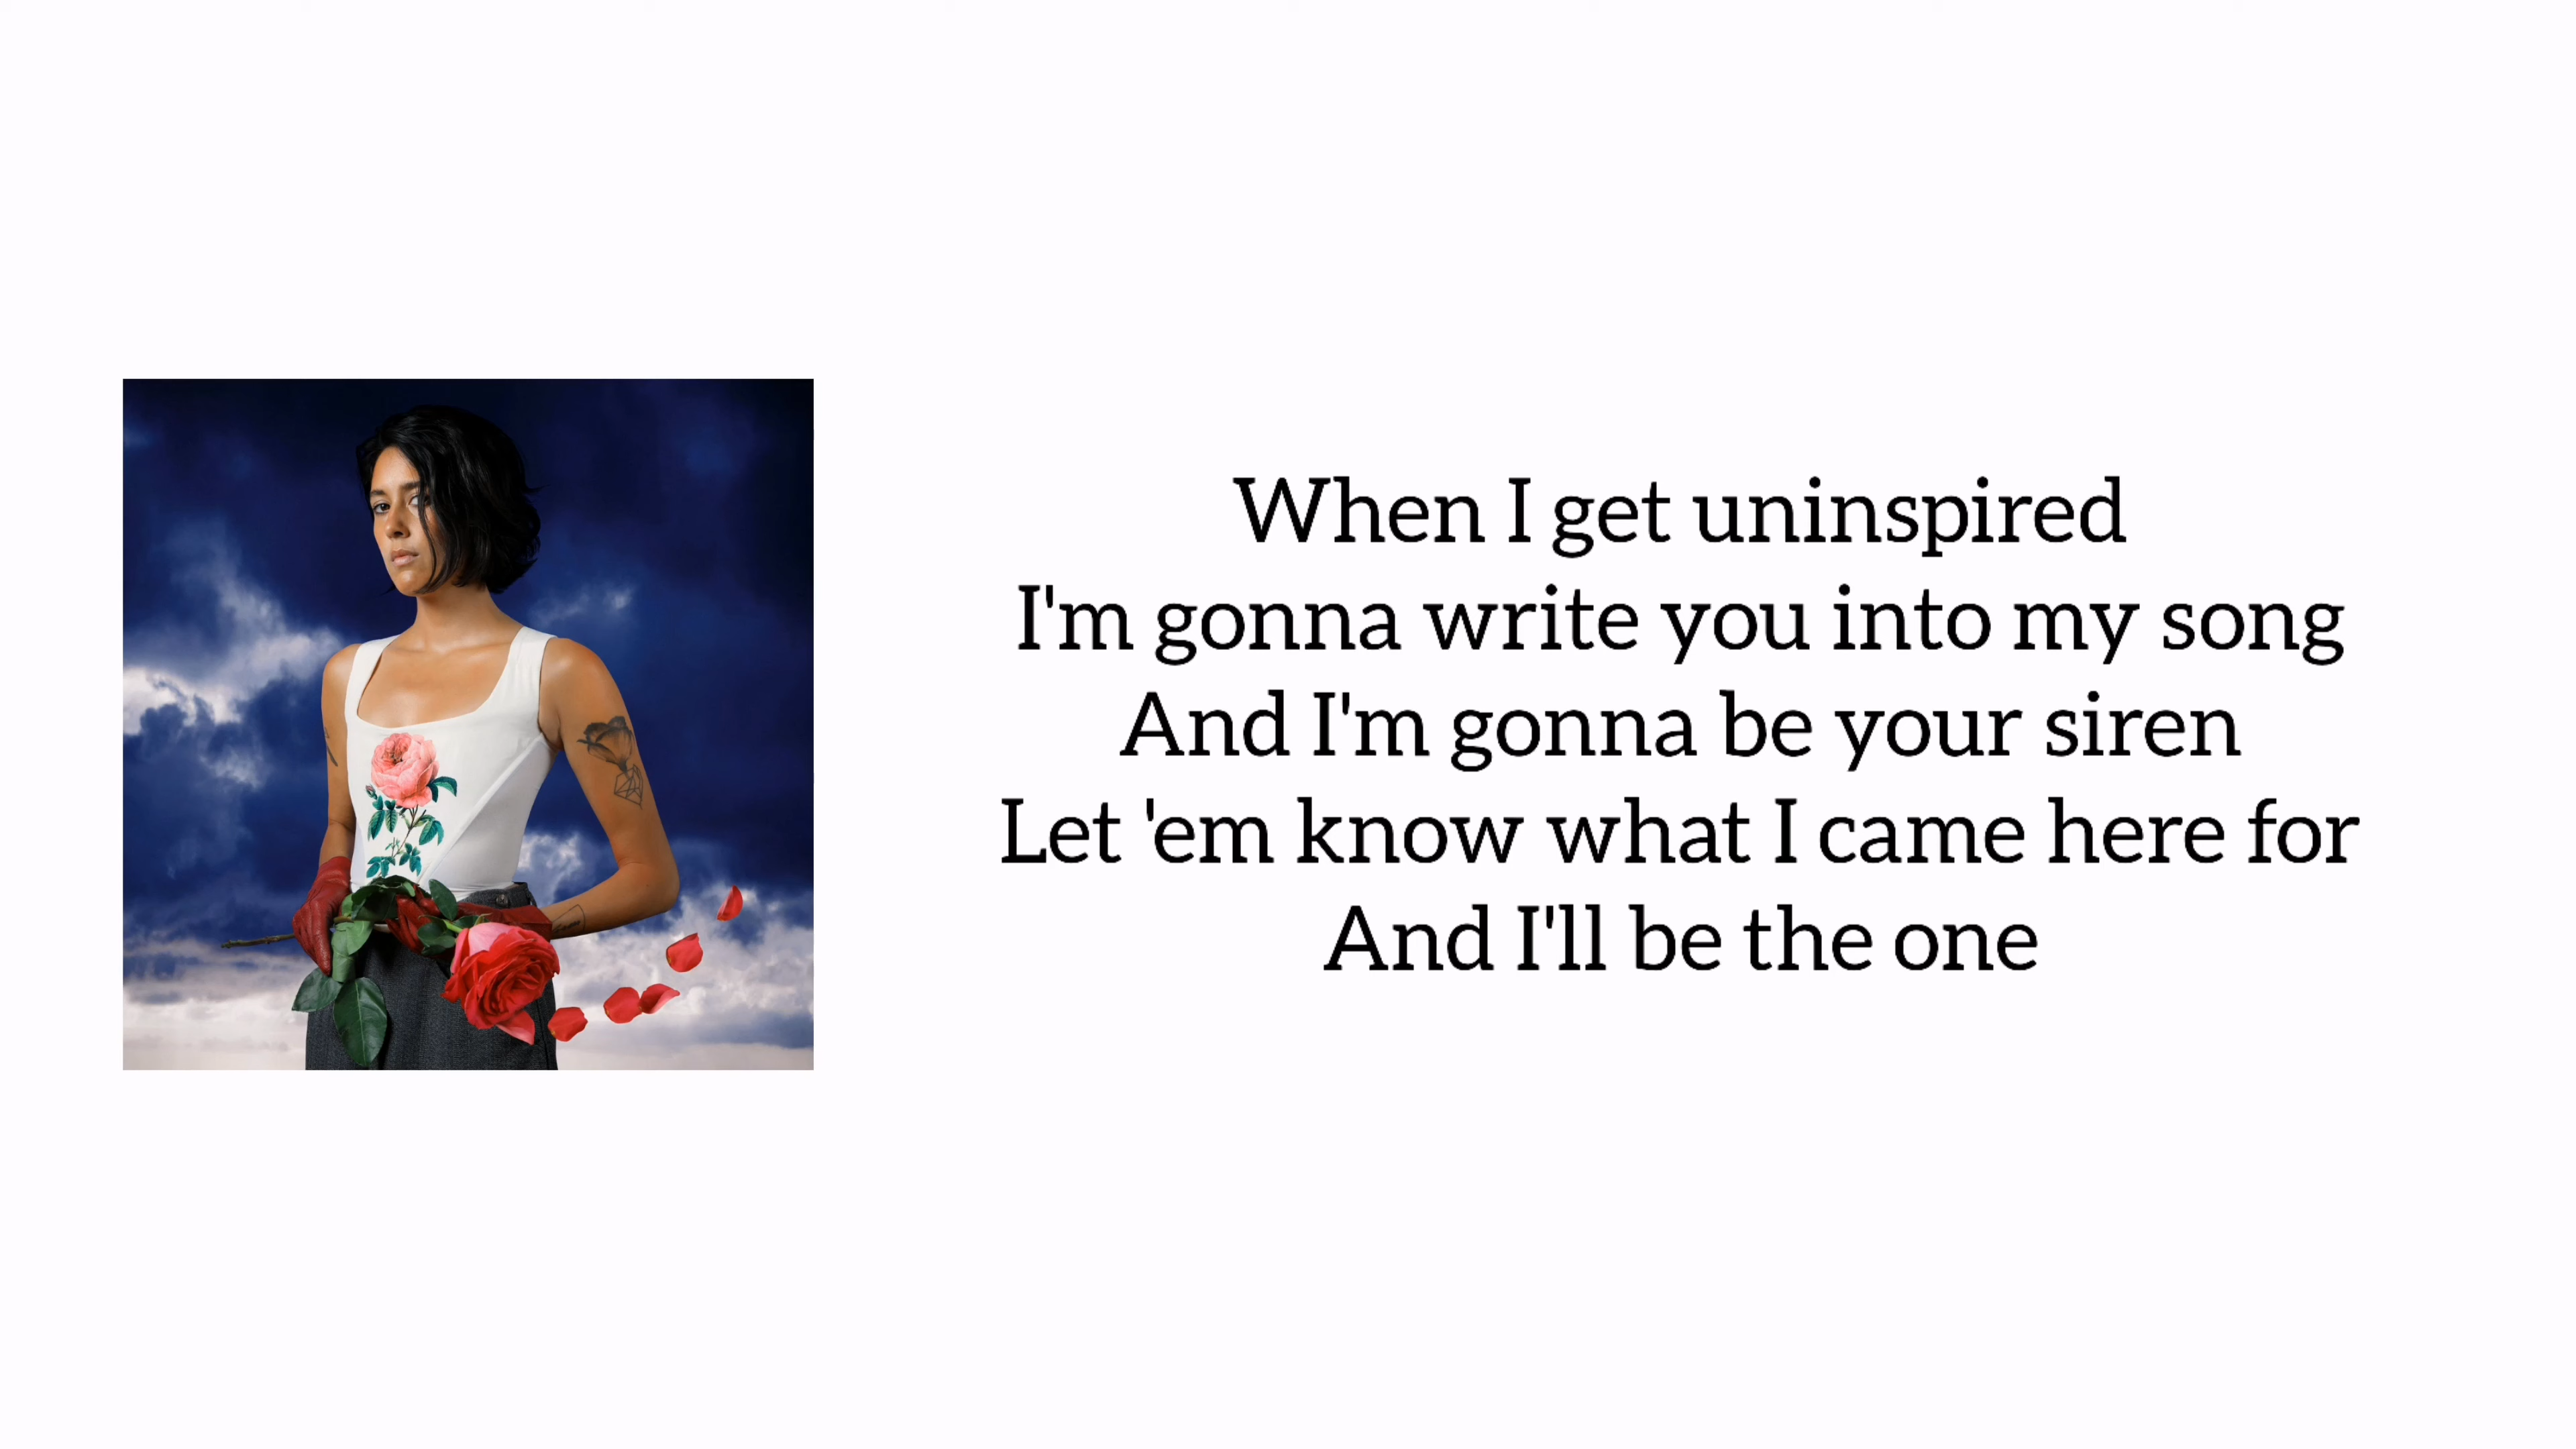 When I get uninspired
I'm gonna write you into my song
And I'm gonna be your siren
Let 'em know what I came here for
And I'll be the one